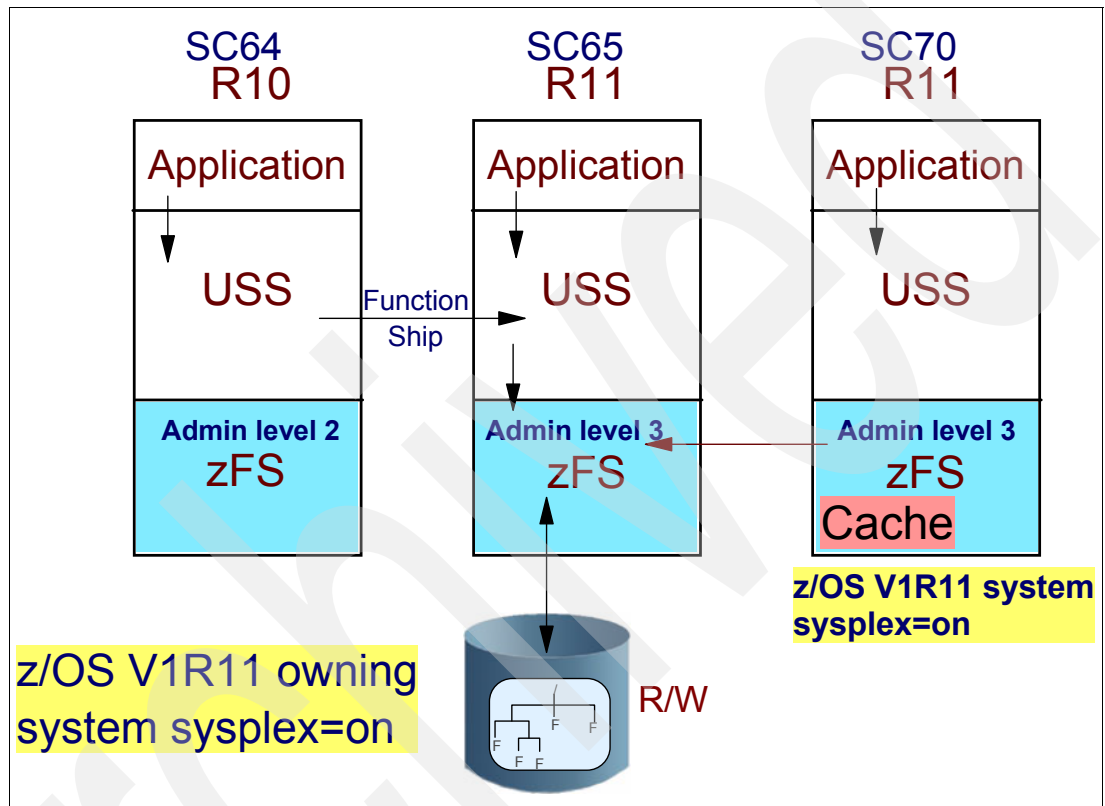 SC64
R10
SC65
R11
SC70
R11
Application
Application
Application
USS
Function
Ship
USS
USS
Admin level 2
zFS
Admin level 3
zFS
Admin level 3
zFS
Cache
z/OS V1R11 system
sysplex=on
z/OS V1R11 owning
system sysplex=on
/
F
F
F
F
F
R/W